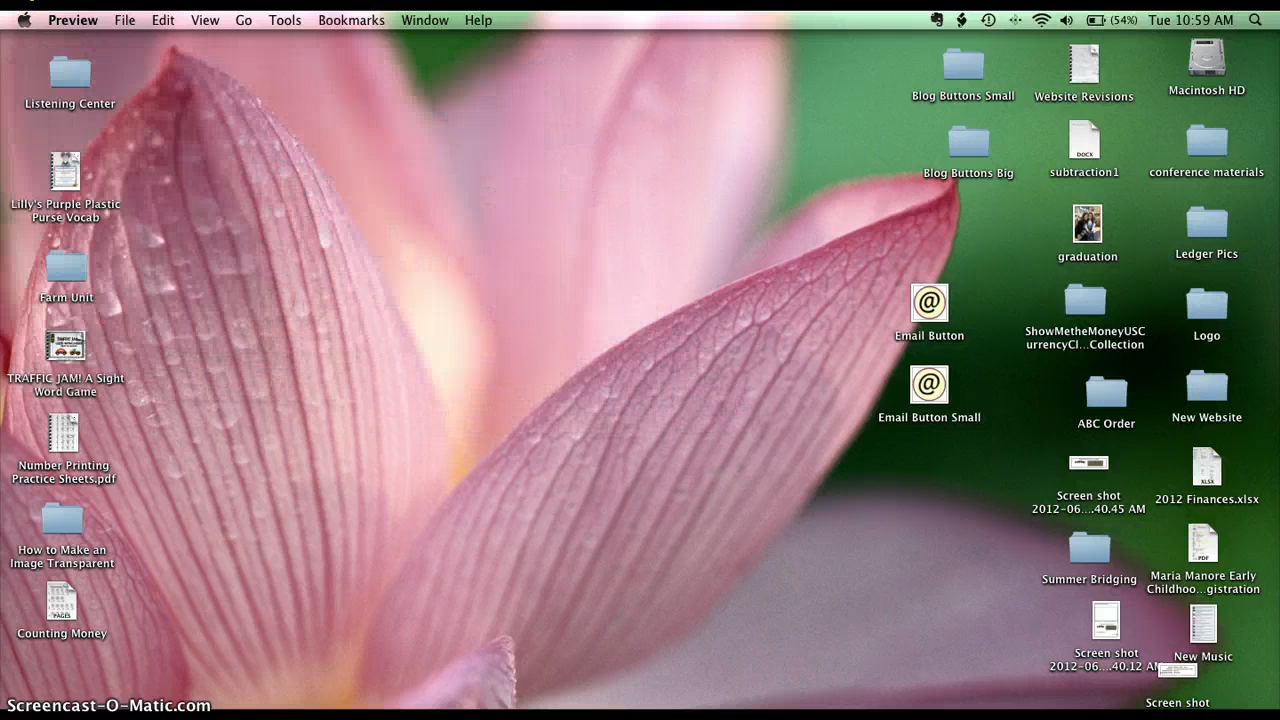 Preview File Edit View Go Tools Bookmarks Window Help
(54%) Tue 10:59 AM
Listening Center
Lilly's Purple Plastic
Purse Vocab
Farm Unit
TRAFFIC JAM! A Sight
Word Game
Number Printing
Practice Sheets.pdf
How to Make an
Image Transparent
PAGES
Counting Money
Blog Buttons Small
Blog Buttons Big
@
Email Button
@
Email Button Small
Website Revisions
DOCX
subtraction1
graduation
ShowMetheMoneyUSC
urrencyCl...Collection
ABC Order
Screen shot
2012-06....40.45 AM
Summer Bridging
Screen shot
2012-06....40.12 AM
Macintosh HD
conference materials
Ledger Pics
Logo
New Website
XLSX
2012 Finances.xlsx
PDF
Maria Manore Early
Childhoo...gistration
New Music
Screen shot
Screencast-O-Matic.com